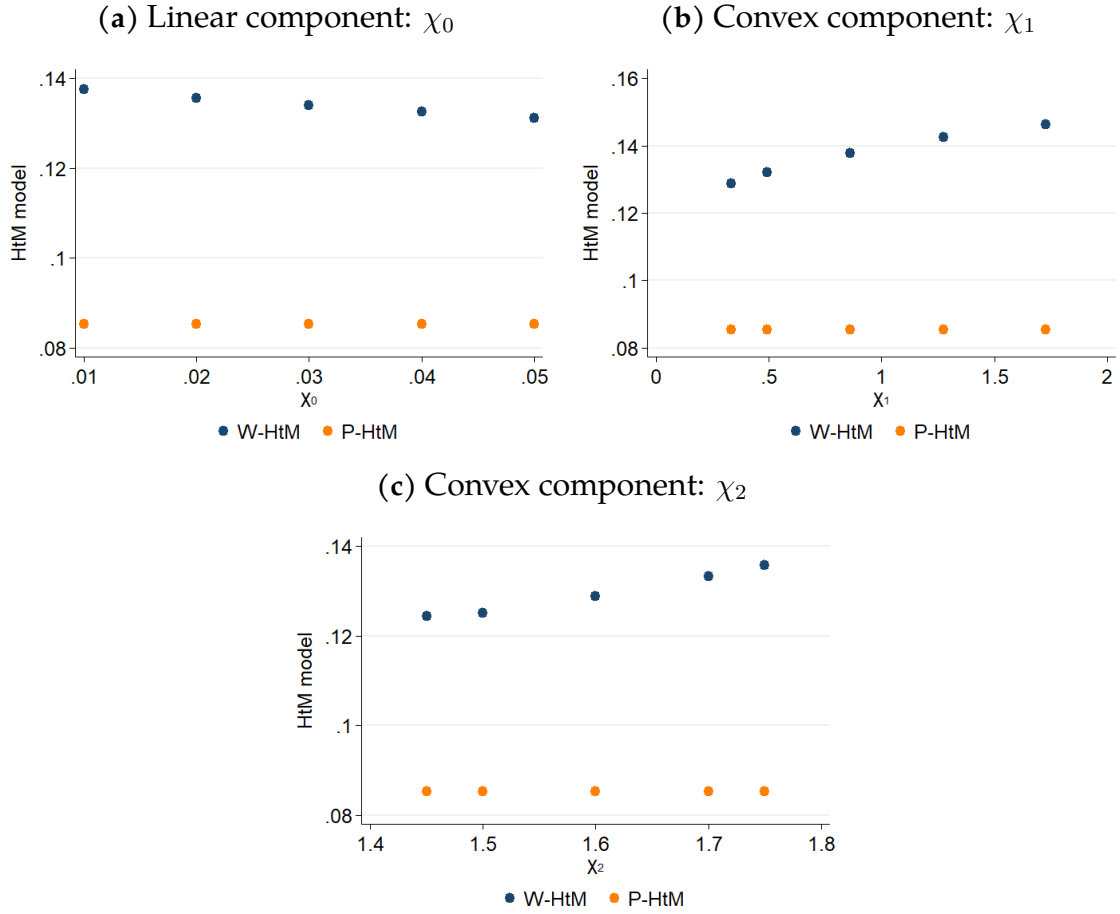 (a) Linear component: χ0
.14
.12
.1
.08
HtM model
.01 .02 .03 .04 .05
χ0
W-HtM P-HtM
(b) Convex component: χ1
.16
.14
.12
.1
.08
HtM model
0 .5 1 1.5 2
χ1
W-HtM P-HtM
(c) Convex component: χ2
.14
.12
.1
.08
HtM model
1.4 1.5 1.6 1.7 1.8
χ2
W-HtM P-HtM